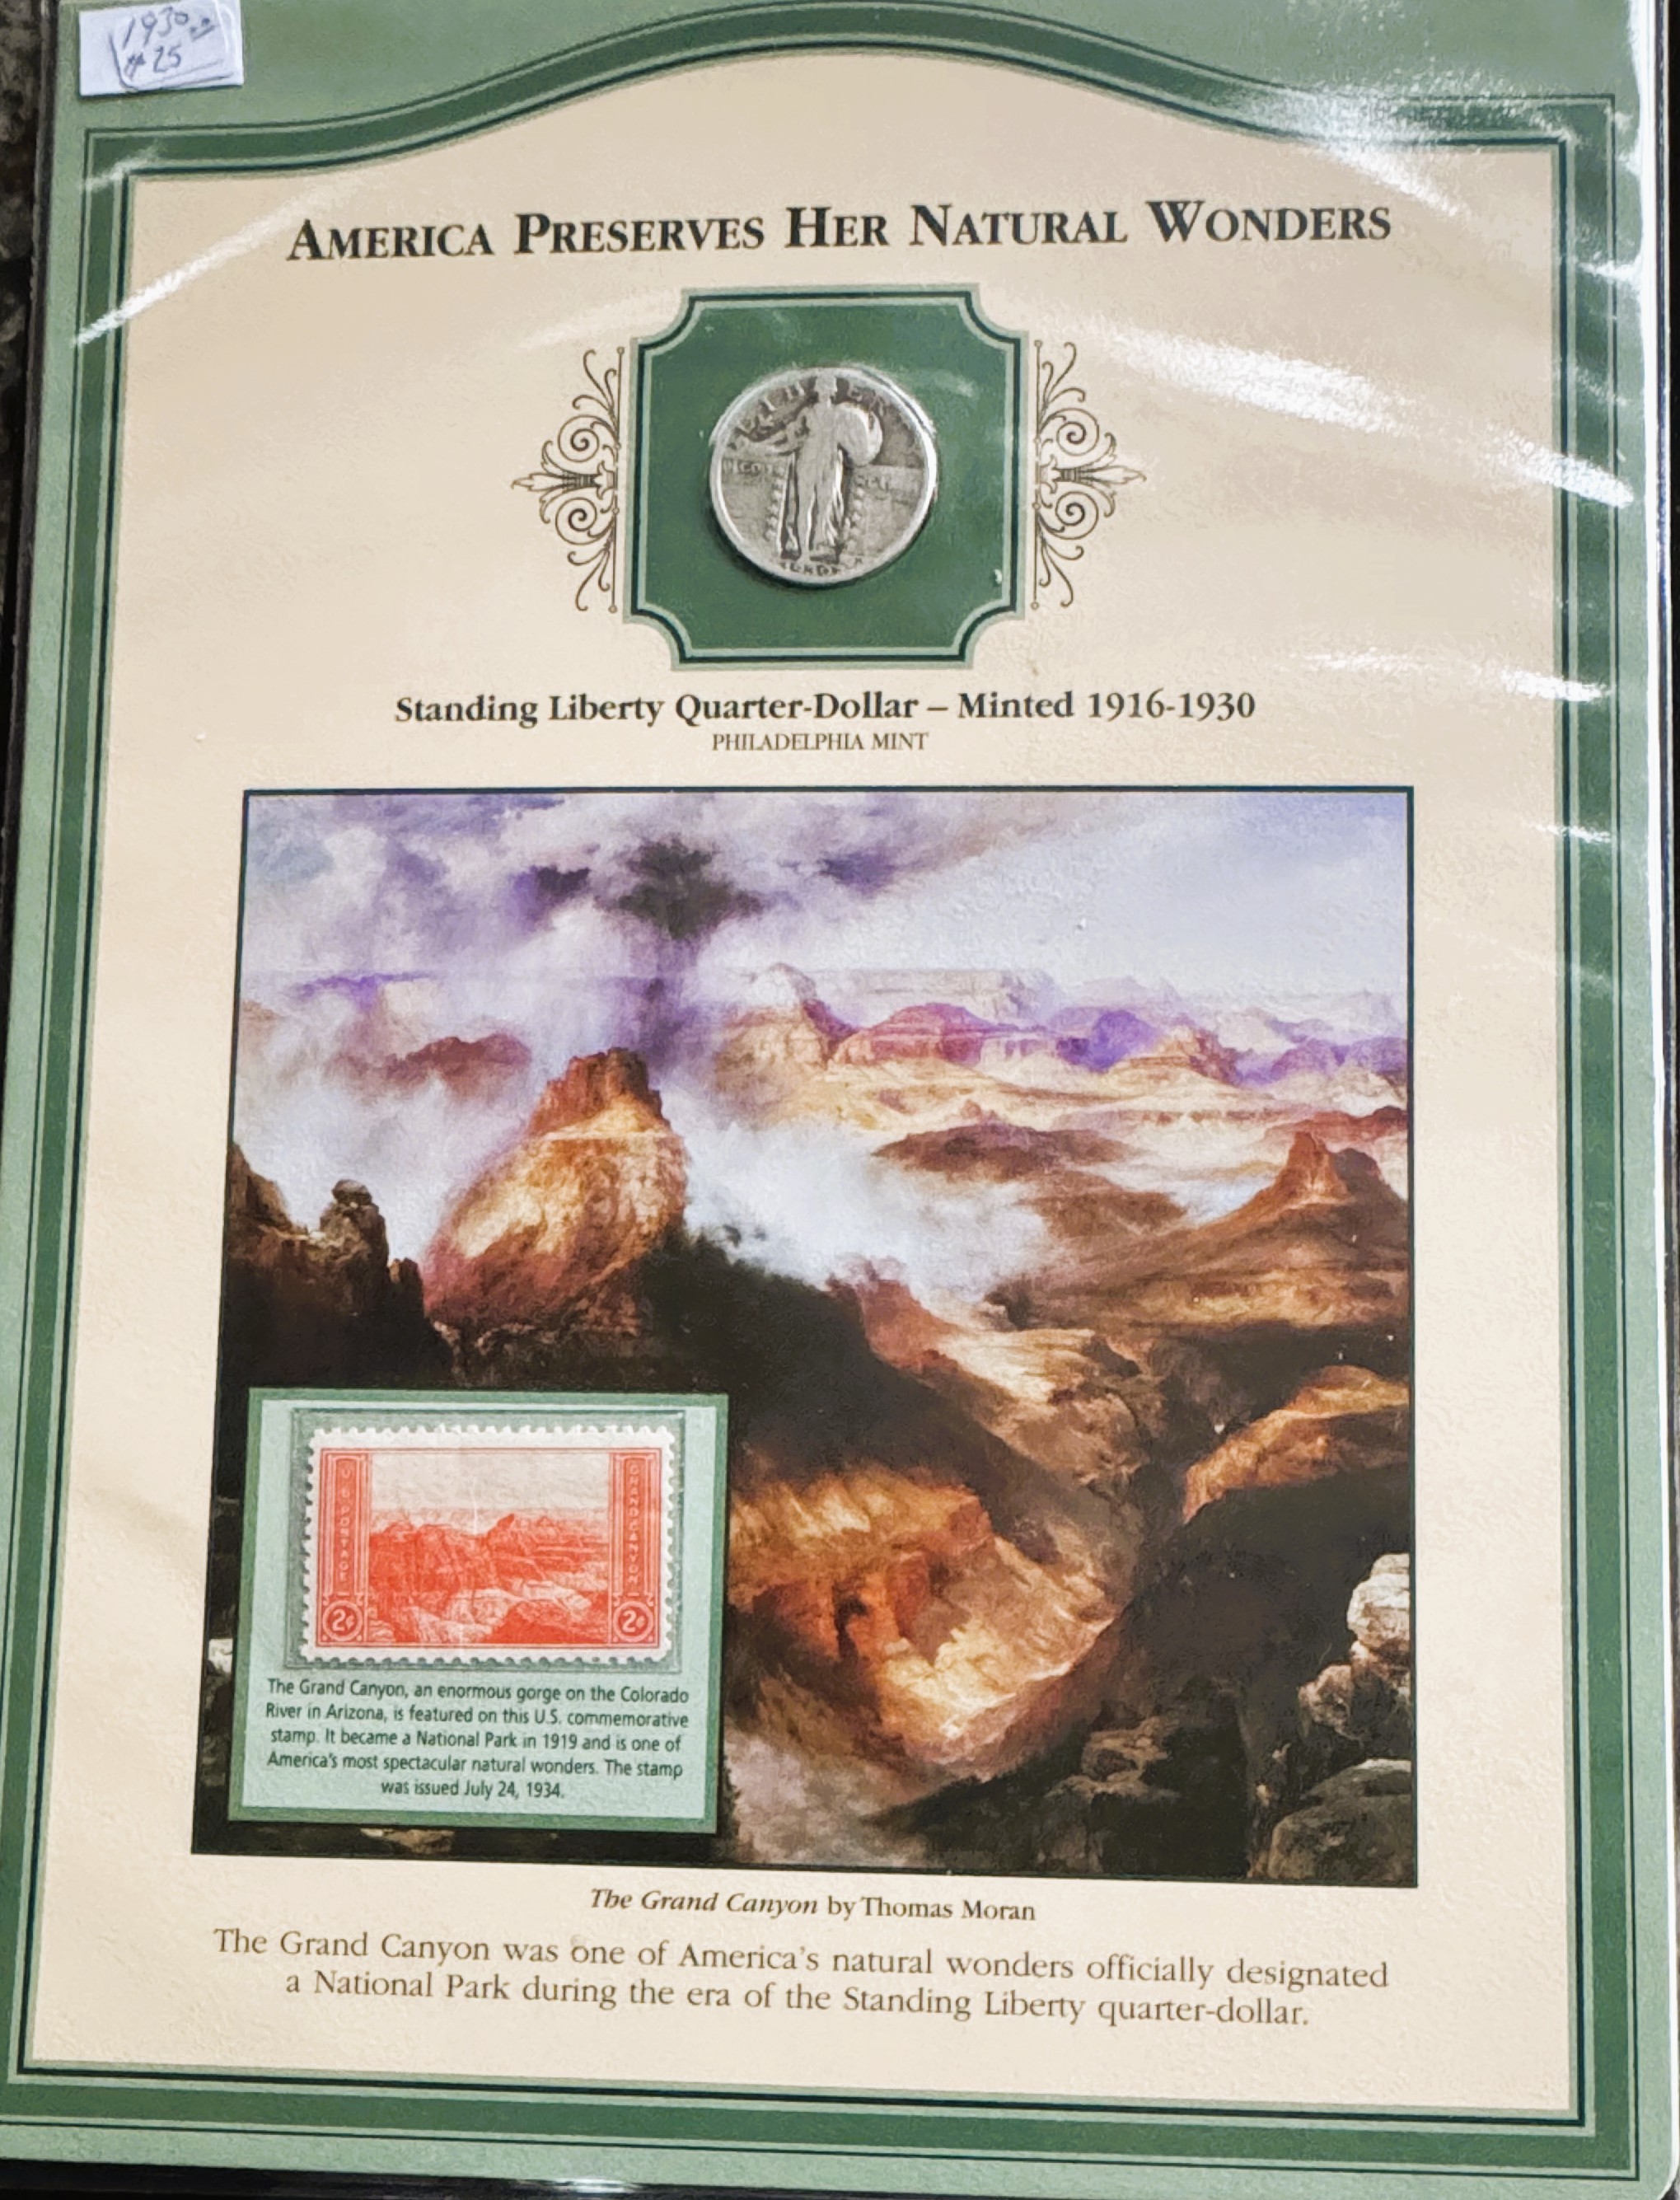 1930
$25
AMERICA PRESERVES HER NATURAL WONDERS
Standing Liberty Quarter-Dollar – Minted 1916-1930
PHILADELPHIA MINT
U.S. POSTAGE
GRAND CANYON
2¢
2¢
The Grand Canyon, an enormous gorge on the Colorado
River in Arizona, is featured on this U.S. commemorative
stamp. It became a National Park in 1919 and is one of
America's most spectacular natural wonders. The stamp
was issued July 24, 1934.
The Grand Canyon by Thomas Moran
The Grand Canyon was one of America's natural wonders officially designated
a National Park during the era of the Standing Liberty quarter-dollar.